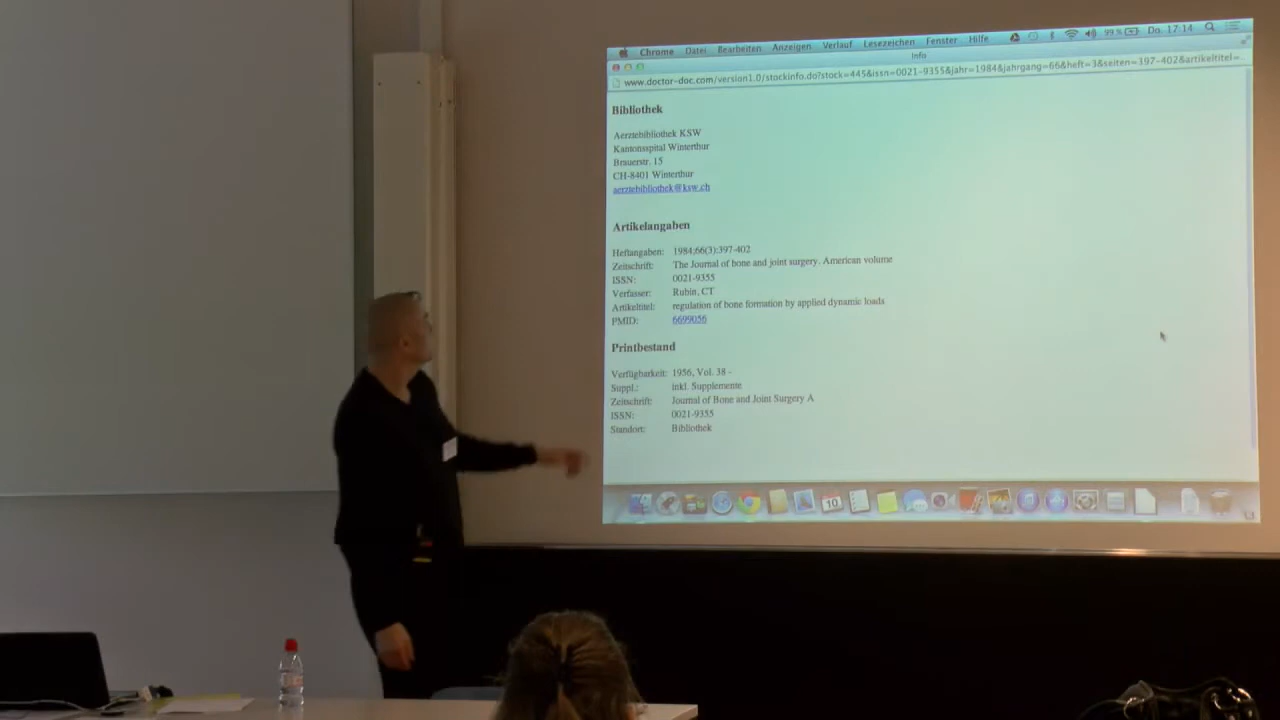 Chrome Datei Bearbeiten Anzeigen Verlauf Lesezeichen Fenster Hilfe 99% Do. 17:14
Info
www.doctor-doc.com/version1.0/stockinfo.do?stock=445&issn=0021-9355&jahr=1984&jahrgang=66&heft=3&seiten=397-402&artikeltitel=...
Bibliothek
Aerztebibliothek KSW
Kantonsspital Winterthur
Brauerstr. 15
CH-8401 Winterthur
aerztebibliothek@ksw.ch
Artikelangaben
Heftangaben: 1984;66(3):397-402
Zeitschrift: The Journal of bone and joint surgery. American volume
ISSN: 0021-9355
Verfasser: Rubin, CT
Artikeltitel: regulation of bone formation by applied dynamic loads
PMID: 6699056
Printbestand
Verfügbarkeit: 1956, Vol. 38 -
Suppl.: inkl. Supplemente
Zeitschrift: Journal of Bone and Joint Surgery A
ISSN: 0021-9355
Standort: Bibliothek
10